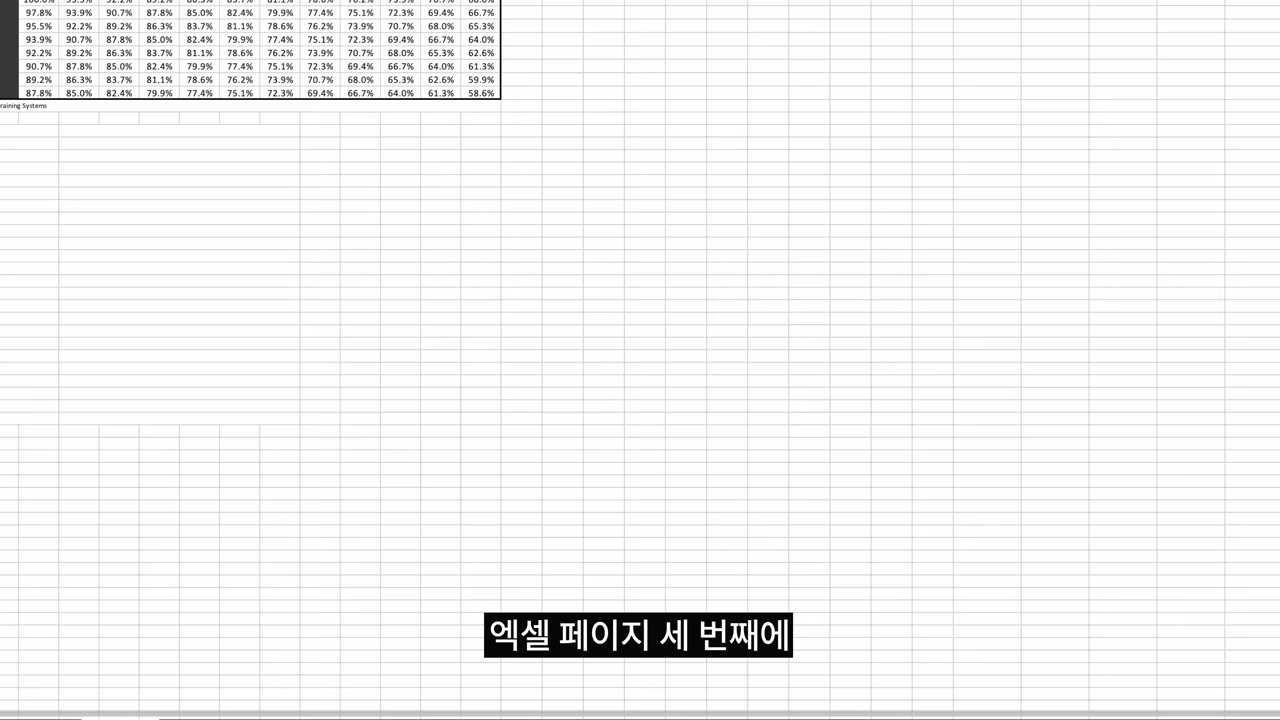 97.8% 93.9% 90.7% 87.8% 85.0% 82.4% 79.9% 77.4% 75.1% 72.3% 69.4% 66.7%
95.5% 92.2% 89.2% 86.3% 83.7% 81.1% 78.6% 76.2% 73.9% 70.7% 68.0% 65.3%
93.9% 90.7% 87.8% 85.0% 82.4% 79.9% 77.4% 75.1% 72.3% 69.4% 66.7% 64.0%
92.2% 89.2% 86.3% 83.7% 81.1% 78.6% 76.2% 73.9% 70.7% 68.0% 65.3% 62.6%
90.7% 87.8% 85.0% 82.4% 79.9% 77.4% 75.1% 72.3% 69.4% 66.7% 64.0% 61.3%
89.2% 86.3% 83.7% 81.1% 78.6% 76.2% 73.9% 70.7% 68.0% 65.3% 62.6% 59.9%
87.8% 85.0% 82.4% 79.9% 77.4% 75.1% 72.3% 69.4% 66.7% 64.0% 61.3% 58.6%
raining Systems
엑셀 페이지 세 번째에